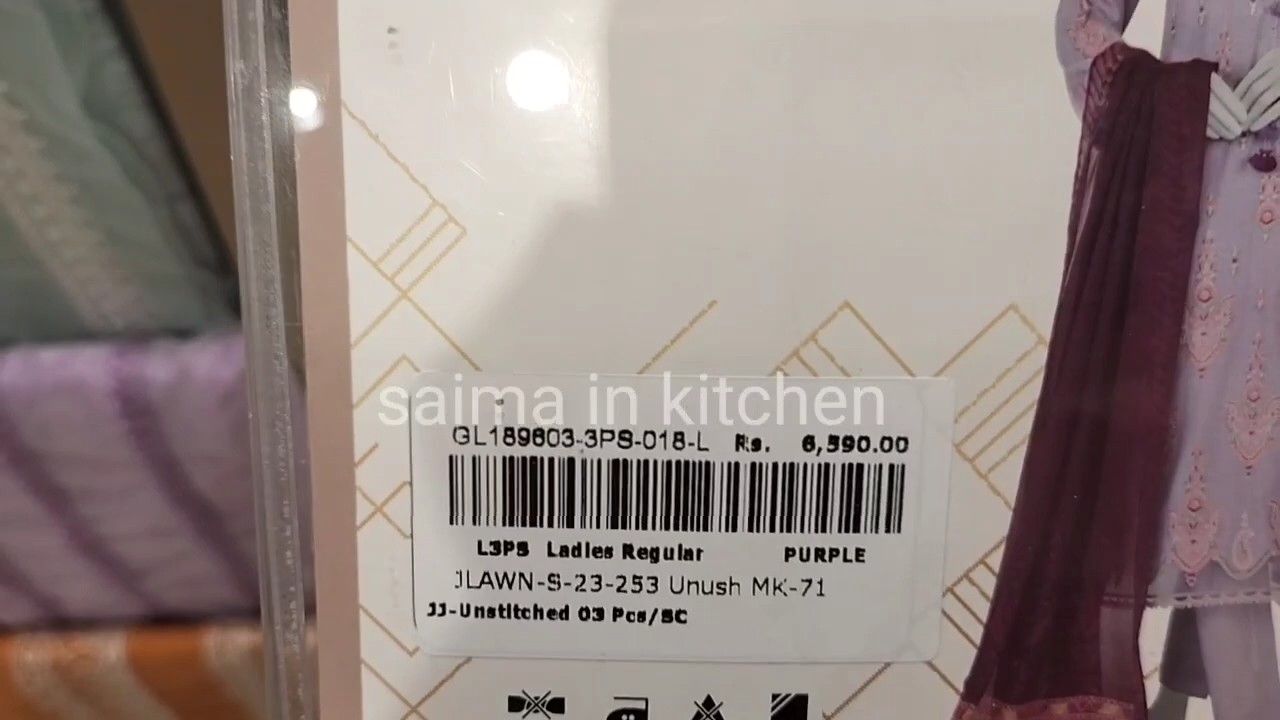 saima in kitchen
GL189603-3PS-018-L Rs. 6,590.00
L3PS Ladies Regular PURPLE
JLAWN-S-23-253 Unush MK-71
JJ-Unstitched 03 Pcs/SC